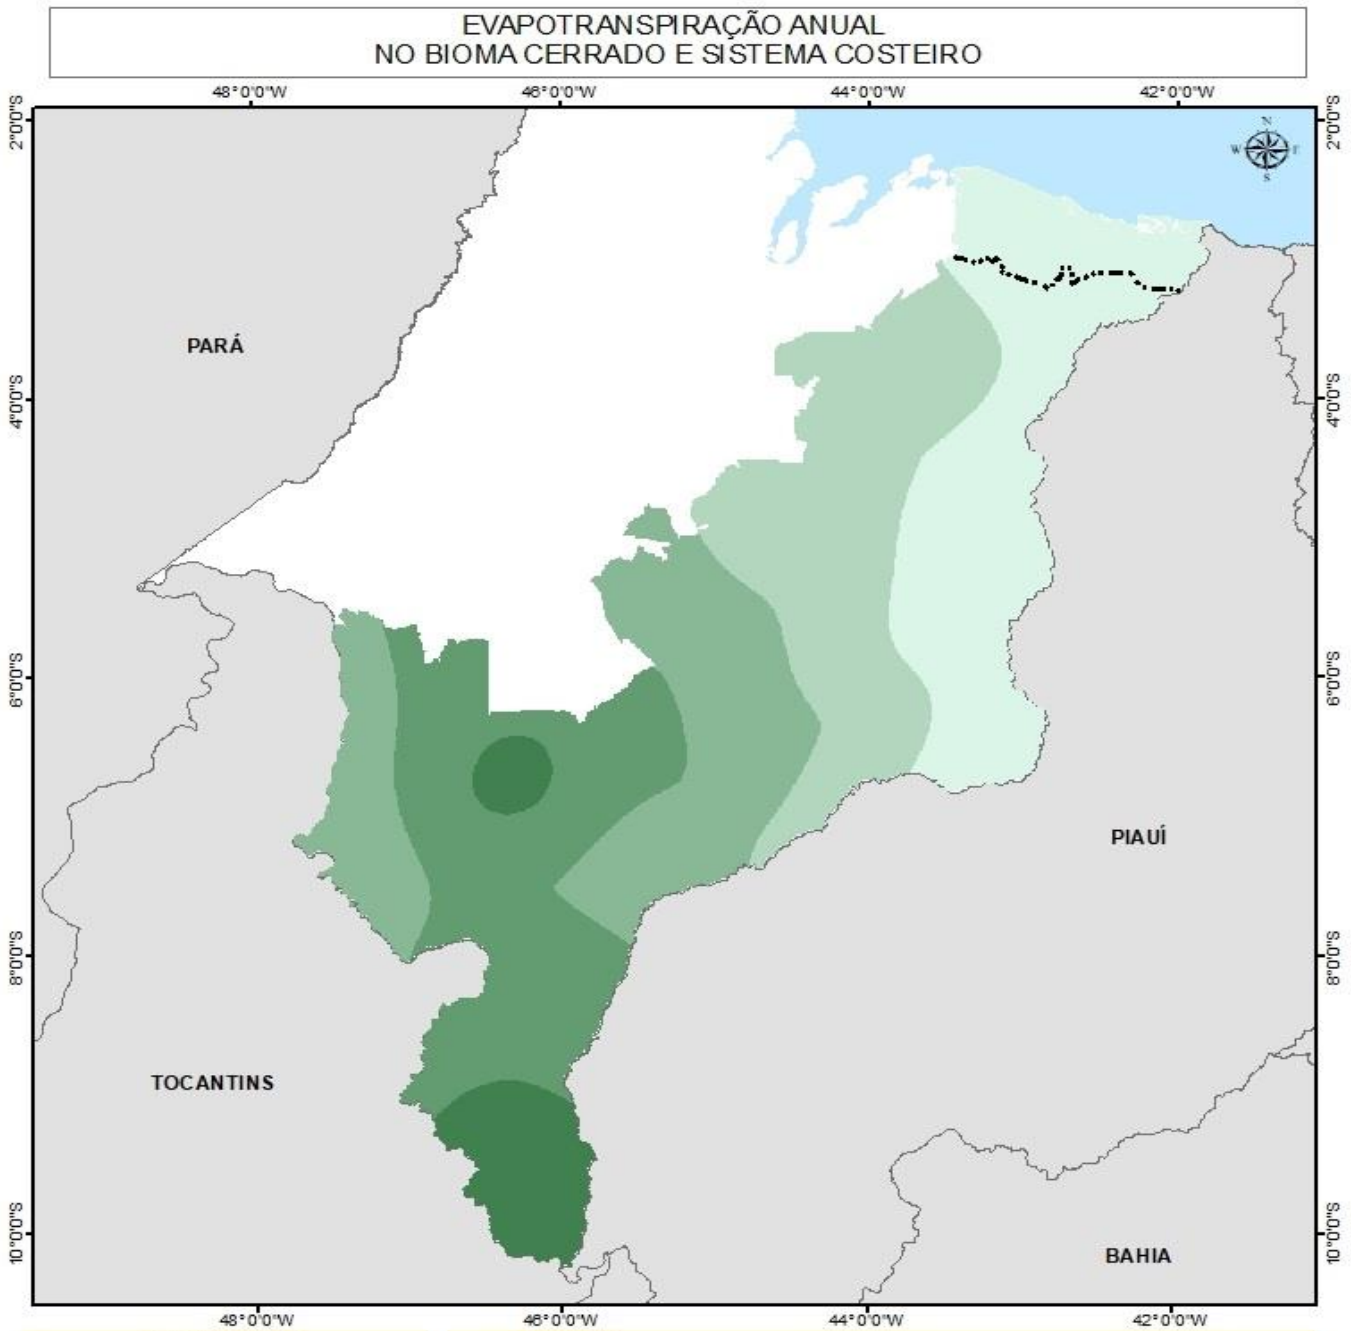 EVAPOTRANSPIRAÇÃO ANUAL
NO BIOMA CERRADO E SISTEMA COSTEIRO
48°0'0"W 46°0'0"W 44°0'0"W 42°0'0"W
2°0'0"S 2°0'0"S
N
W E
S
PARÁ
4°0'0"S 4°0'0"S
6°0'0"S 6°0'0"S
PIAUÍ
8°0'0"S 8°0'0"S
TOCANTINS
10°0'0"S 10°0'0"S
BAHIA
48°0'0"W 46°0'0"W 44°0'0"W 42°0'0"W